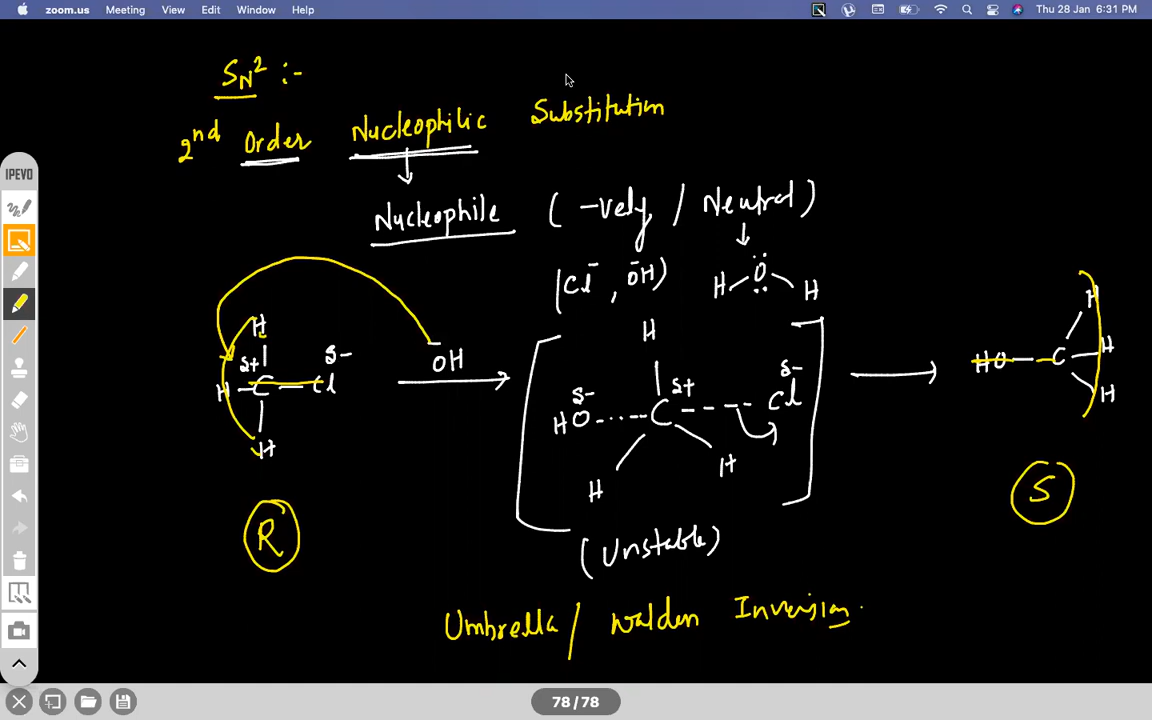 zoom.us Meeting View Edit Window Help Thu 28 Jan 6:31 PM
SN2 :-
2nd Order Nucleophilic Substitution
IPEVO
Nucleophile ( -vely / Neutral )
(Cl-, OH-) H O H
H H H
δ+ δ- OH- δ+ δ- δ-
H C Cl HO C Cl HO C H
H H H H
R S
(Unstable)
Umbrella / Walden Inversion.
78 / 78